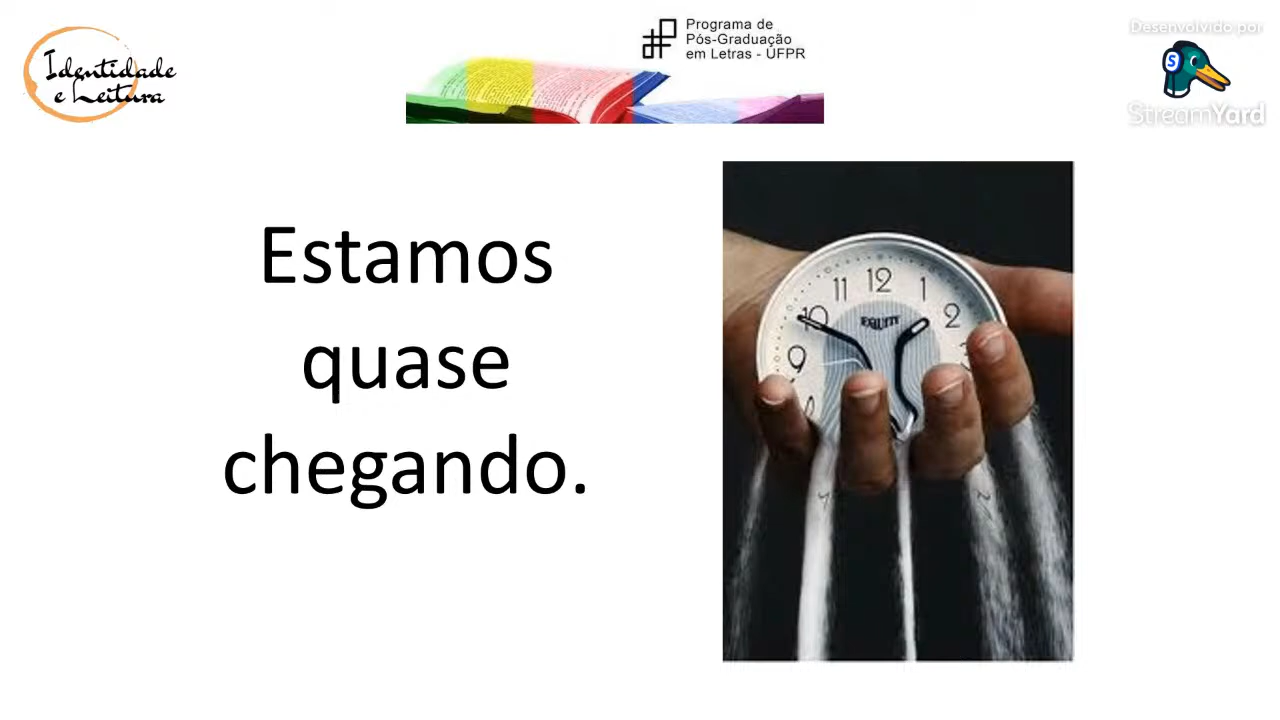 Identidade
e Leitura
Programa de
Pós-Graduação
em Letras - UFPR
Desenvolvido por
S
StreamYard
Estamos
quase
chegando.
11 12 1
10 2
9
EQUITY